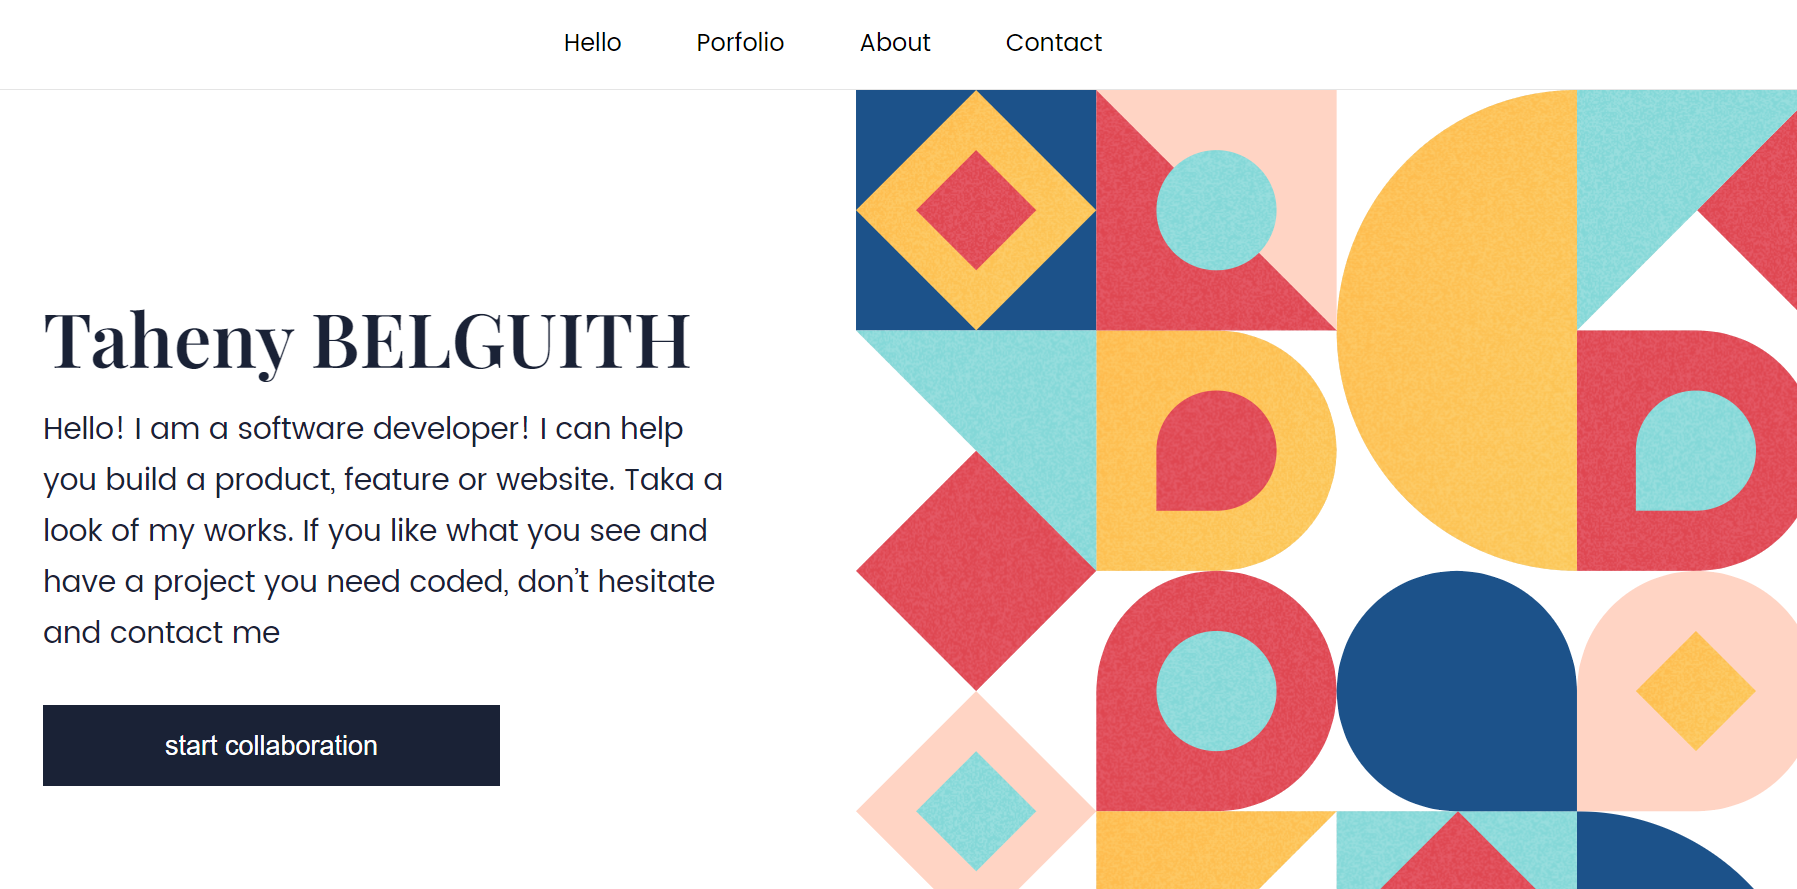 Hello Porfolio About Contact
Taheny BELGUITH
Hello! I am a software developer! I can help
you build a product, feature or website. Taka a
look of my works. If you like what you see and
have a project you need coded, don’t hesitate
and contact me
start collaboration